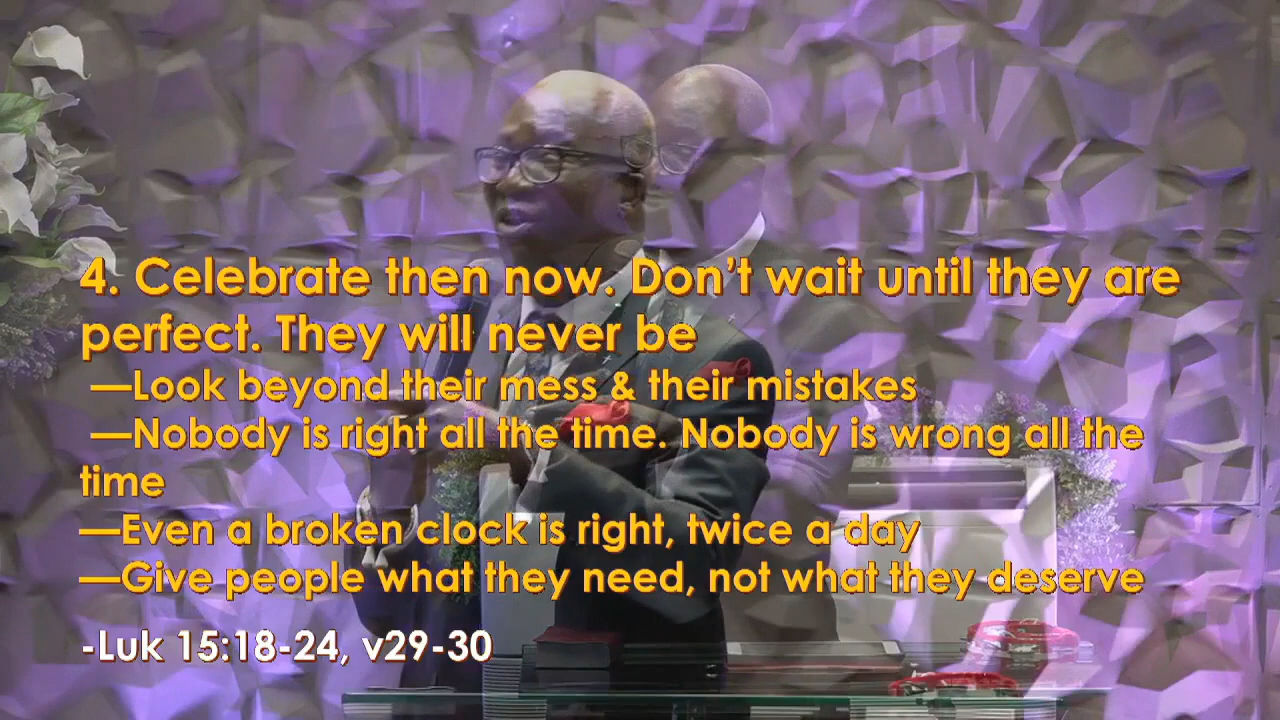 4. Celebrate then now. Don't wait until they are
perfect. They will never be
—Look beyond their mess & their mistakes
—Nobody is right all the time. Nobody is wrong all the
time
—Even a broken clock is right, twice a day
—Give people what they need, not what they deserve
-Luk 15:18-24, v29-30